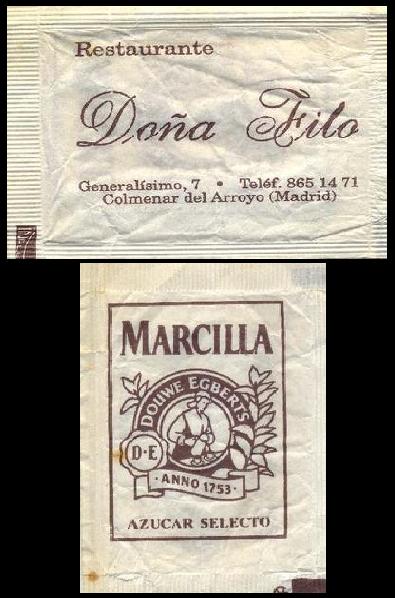 Restaurante
Doña Filo
Generalísimo, 7 • Teléf. 865 14 71
Colmenar del Arroyo (Madrid)
MARCILLA
DOUWE EGBERTS
D·E
·ANNO 1753·
AZUCAR SELECTO